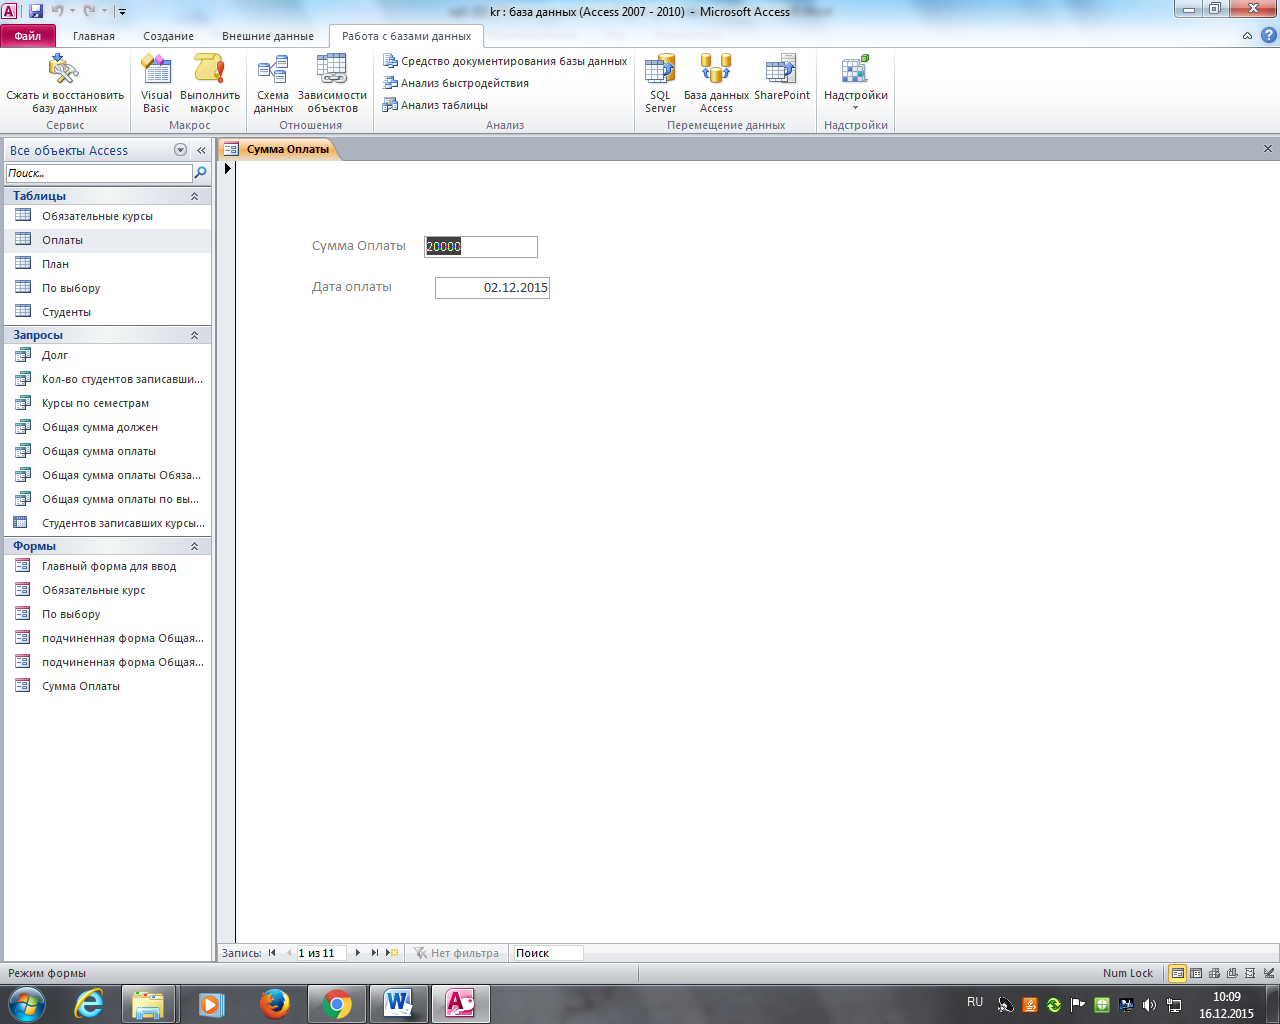 kr : база данных (Access 2007 - 2010) - Microsoft Access
Файл Главная Создание Внешние данные Работа с базами данных
Сжать и восстановить базу данных
Сервис
Visual Basic
Выполнить макрос
Макрос
Схема данных
Зависимости объектов
Отношения
Средство документирования базы данных
Анализ быстродействия
Анализ таблицы
Анализ
SQL Server
База данных Access
SharePoint
Перемещение данных
Надстройки
Надстройки
Все объекты Access
Поиск...
Таблицы
Обязательные курсы
Оплаты
План
По выбору
Студенты
Запросы
Долг
Кол-во студентов записавши...
Курсы по семестрам
Общая сумма должен
Общая сумма оплаты
Общая сумма оплаты Обяза...
Общая сумма оплаты по вы...
Студентов записавших курсы...
Формы
Главный форма для ввод
Обязательные курс
По выбору
подчиненная форма Общая...
подчиненная форма Общая...
Сумма Оплаты
Сумма Оплаты
Сумма Оплаты 20000
Дата оплаты 02.12.2015
Запись: 1 из 11 Нет фильтра Поиск
Режим формы Num Lock
RU 10:09
16.12.2015